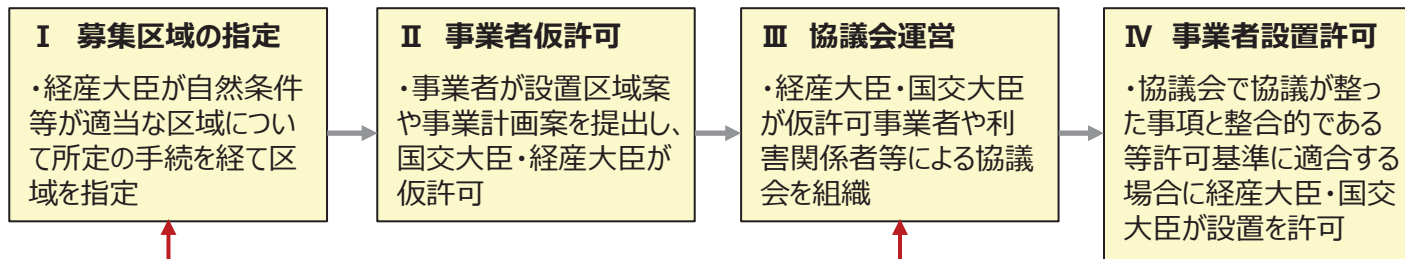 Ⅰ 募集区域の指定
・経産大臣が自然条件
等が適当な区域につい
て所定の手続を経て区
域を指定
Ⅱ 事業者仮許可
・事業者が設置区域案
や事業計画案を提出し、
国交大臣・経産大臣が
仮許可
Ⅲ 協議会運営
・経産大臣・国交大臣
が仮許可事業者や利
害関係者等による協議
会を組織
Ⅳ 事業者設置許可
・協議会で協議が整っ
た事項と整合的である
等許可基準に適合する
場合に経産大臣・国交
大臣が設置を許可